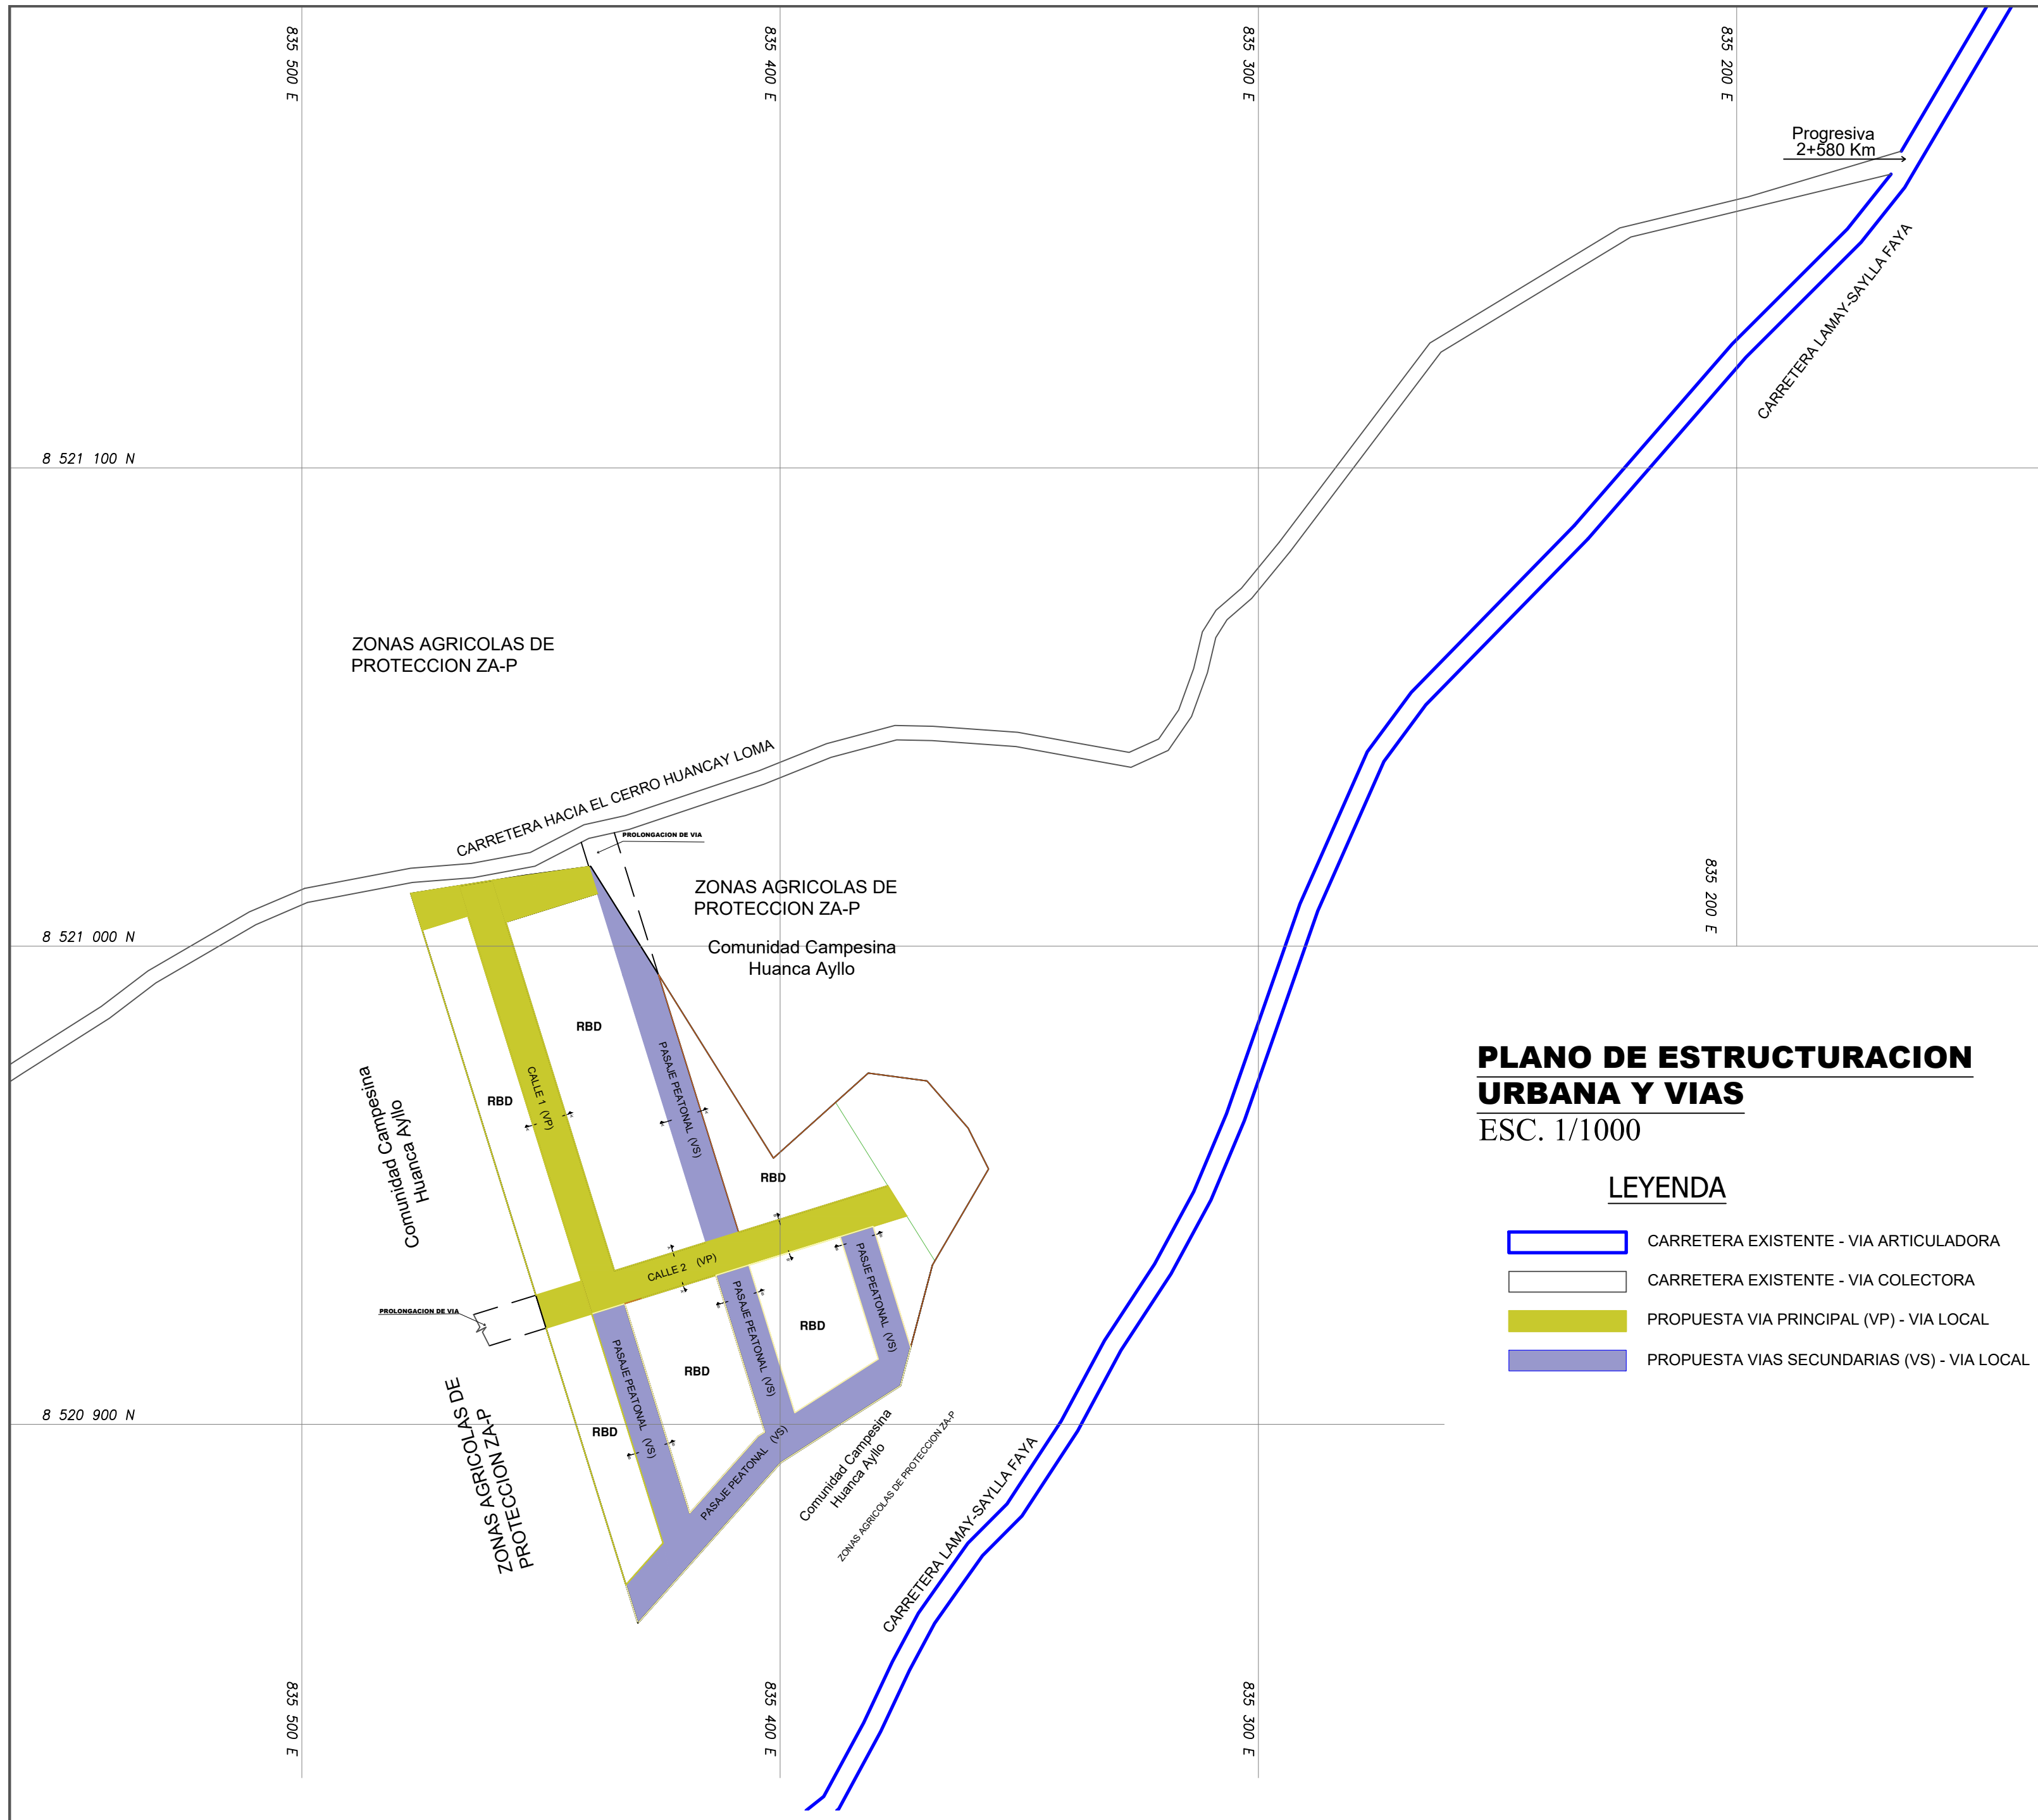 835 500 E
835 400 E
835 300 E
835 200 E
Progresiva
2+580 Km
CARRETERA LAMAY-SAYLLA FAYA
8 521 100 N
ZONAS AGRICOLAS DE
PROTECCION ZA-P
CARRETERA HACIA EL CERRO HUANCAY LOMA
PROLONGACION DE VIA
ZONAS AGRICOLAS DE
PROTECCION ZA-P
835 200 E
8 521 000 N
Comunidad Campesina
Huanca Ayllo
RBD
RBD
CALLE 1 (VP)
PASAJE PEATONAL (VS)
Comunidad Campesina
Huanca Ayllo
RBD
CALLE 2 (VP)
PROLONGACION DE VIA
PASAJE PEATONAL (VS)
PASAJE PEATONAL (VS)
PASJE PEATONAL (VS)
RBD
RBD
RBD
PASAJE PEATONAL (VS)
8 520 900 N
ZONAS AGRICOLAS DE
PROTECCION ZA-P
Comunidad Campesina
Huanca Ayllo
ZONAS AGRICOLAS DE PROTECCION ZA-P
CARRETERA LAMAY-SAYLLA FAYA
835 500 E
835 400 E
835 300 E
PLANO DE ESTRUCTURACION
URBANA Y VIAS
ESC. 1/1000
LEYENDA
CARRETERA EXISTENTE - VIA ARTICULADORA
CARRETERA EXISTENTE - VIA COLECTORA
PROPUESTA VIA PRINCIPAL (VP) - VIA LOCAL
PROPUESTA VIAS SECUNDARIAS (VS) - VIA LOCAL